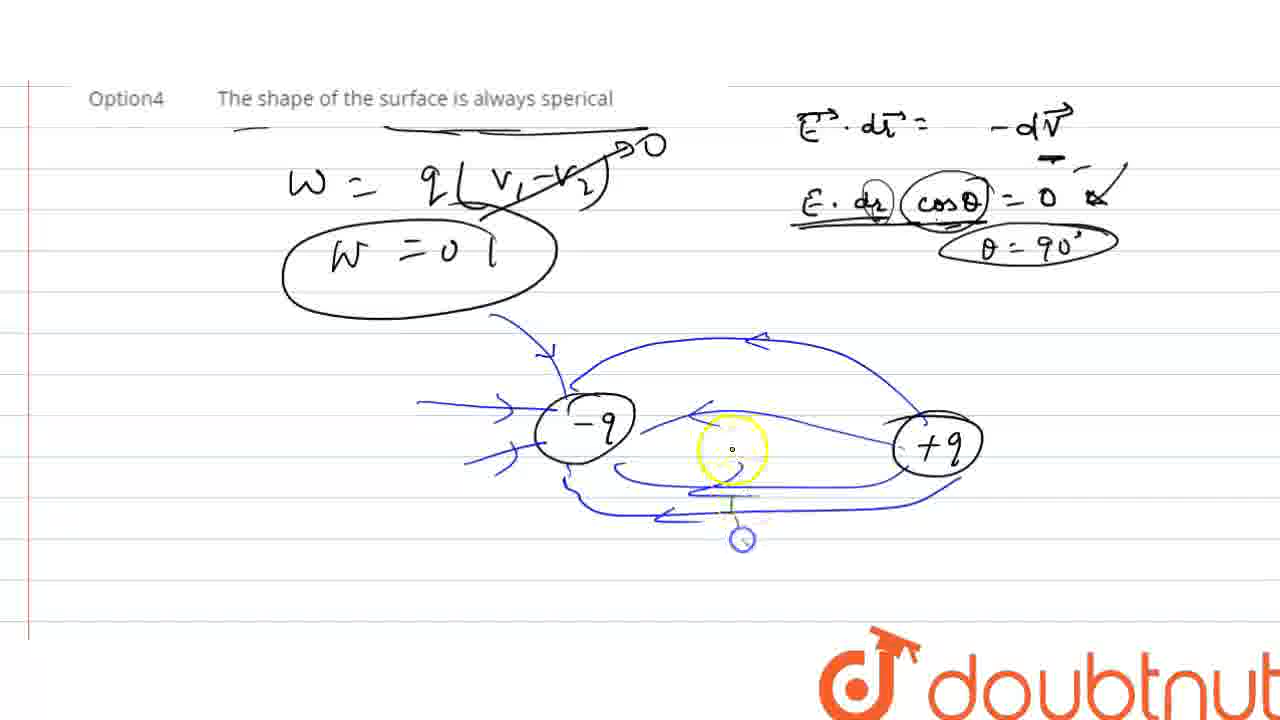 Option4 The shape of the surface is always sperical
E⃗ · dr⃗ = -dV⃗
W = q(V₁-V₂) 0
E · dr cosθ = 0
W = 0
θ = 90°
-q
+q
doubtnut